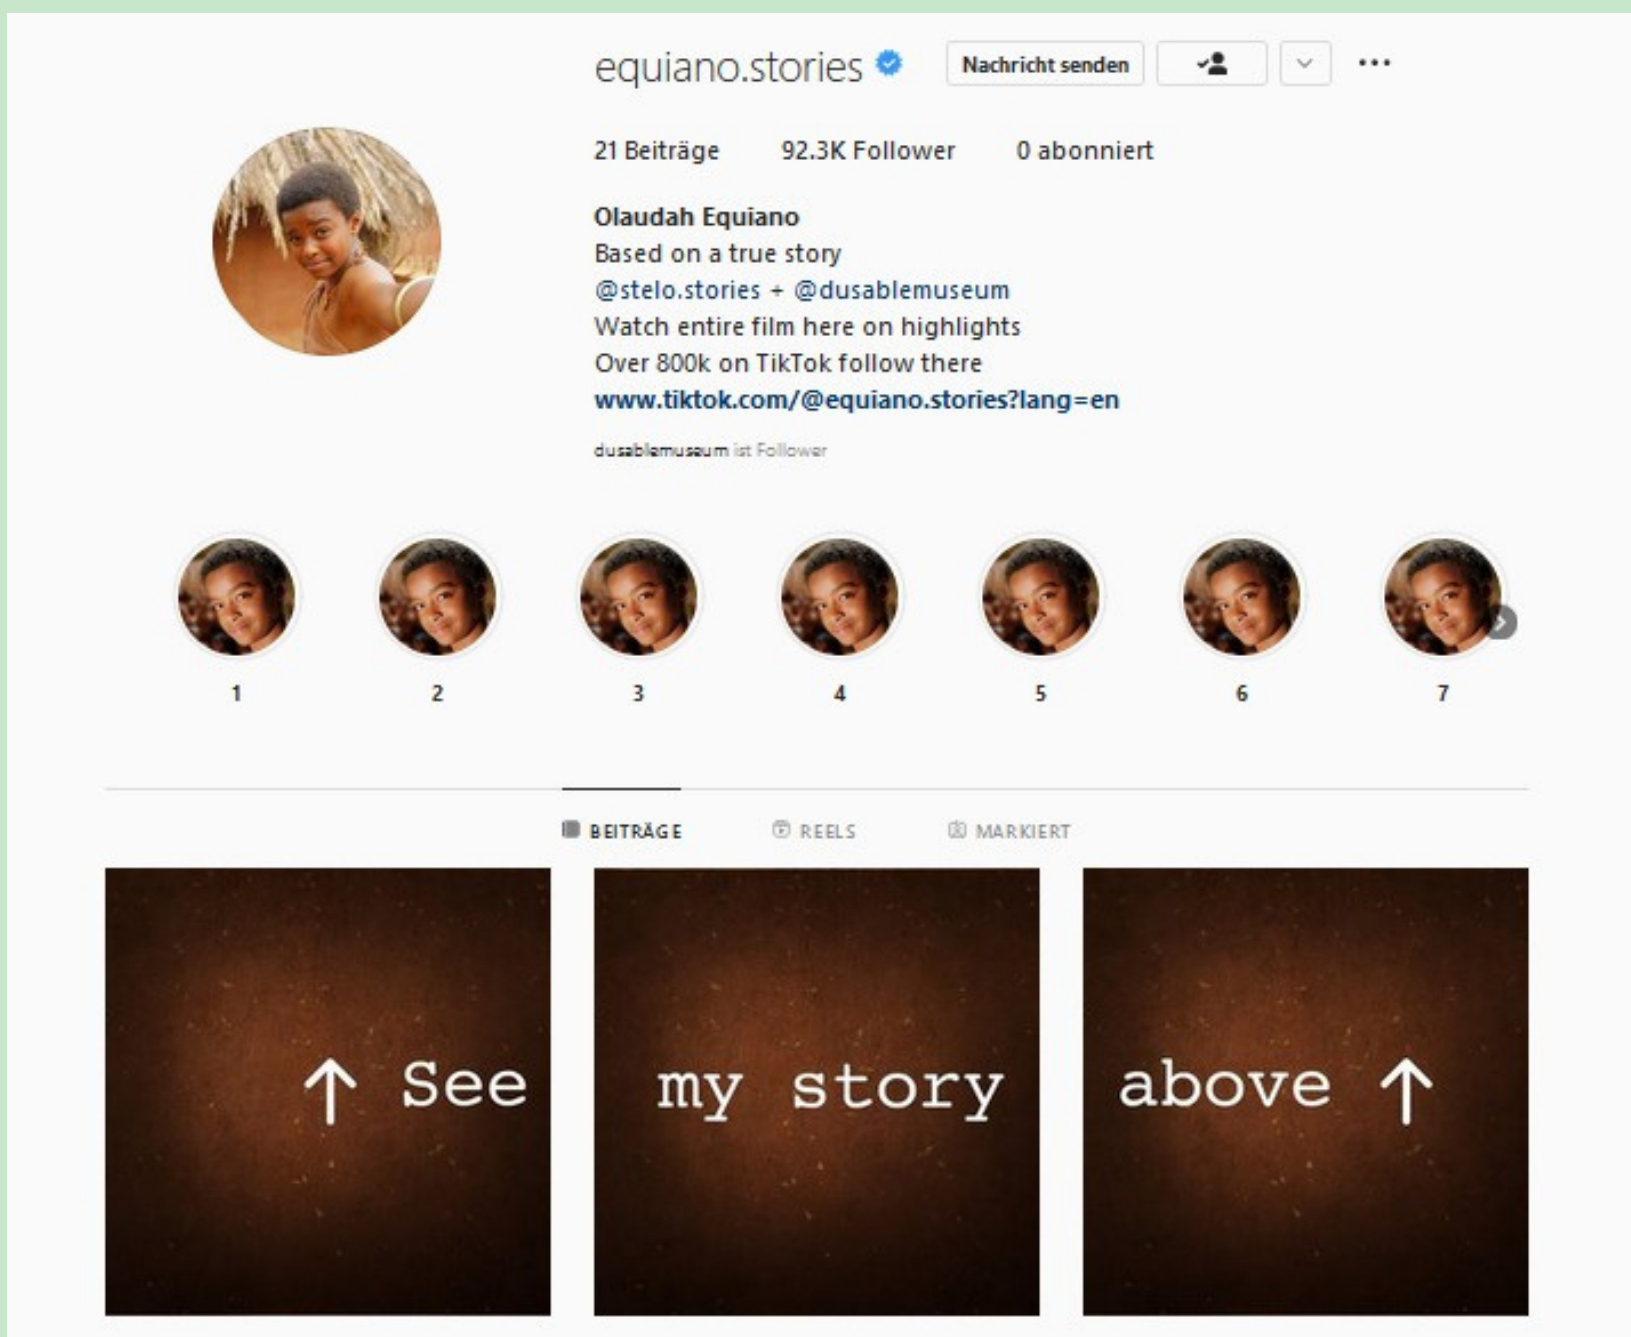 equiano.stories Nachricht senden
21 Beiträge 92.3K Follower 0 abonniert
Olaudah Equiano
Based on a true story
@stelo.stories + @dusablemuseum
Watch entire film here on highlights
Over 800k on TikTok follow there
www.tiktok.com/@equiano.stories?lang=en
dusablemuseum ist Follower
1 2 3 4 5 6 7
BEITRÄGE REELS MARKIERT
↑ See my story above ↑